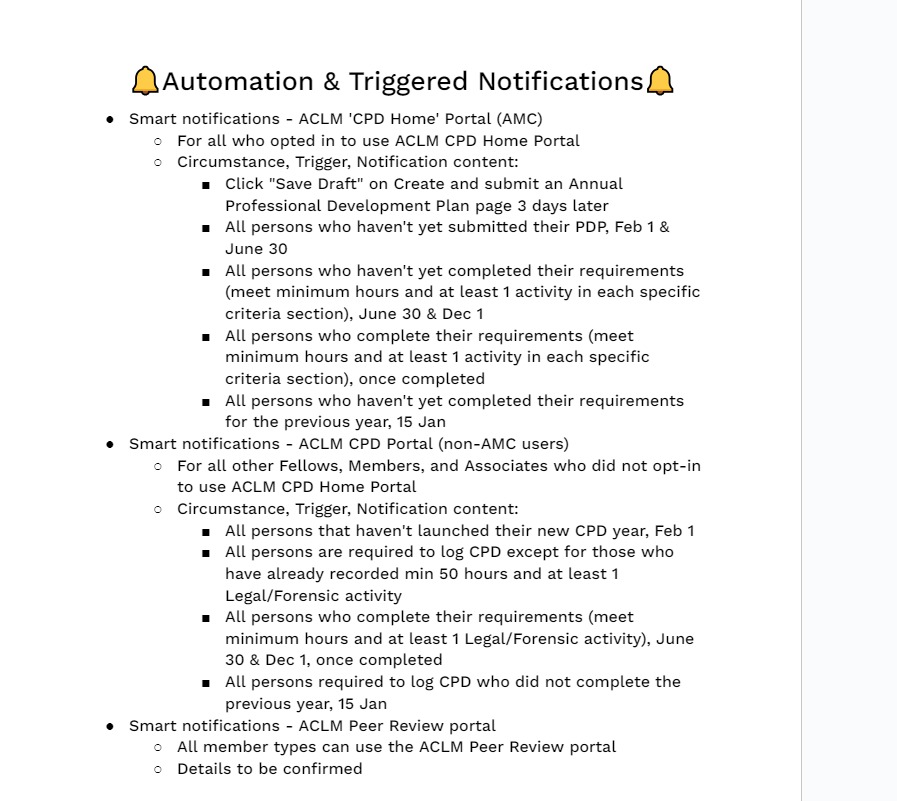 🔔Automation & Triggered Notifications🔔
● Smart notifications - ACLM 'CPD Home' Portal (AMC)
○ For all who opted in to use ACLM CPD Home Portal
○ Circumstance, Trigger, Notification content:
■ Click "Save Draft" on Create and submit an Annual
Professional Development Plan page 3 days later
■ All persons who haven't yet submitted their PDP, Feb 1 &
June 30
■ All persons who haven't yet completed their requirements
(meet minimum hours and at least 1 activity in each specific
criteria section), June 30 & Dec 1
■ All persons who complete their requirements (meet
minimum hours and at least 1 activity in each specific
criteria section), once completed
■ All persons who haven't yet completed their requirements
for the previous year, 15 Jan
● Smart notifications - ACLM CPD Portal (non-AMC users)
○ For all other Fellows, Members, and Associates who did not opt-in
to use ACLM CPD Home Portal
○ Circumstance, Trigger, Notification content:
■ All persons that haven't launched their new CPD year, Feb 1
■ All persons are required to log CPD except for those who
have already recorded min 50 hours and at least 1
Legal/Forensic activity
■ All persons who complete their requirements (meet
minimum hours and at least 1 Legal/Forensic activity), June
30 & Dec 1, once completed
■ All persons required to log CPD who did not complete the
previous year, 15 Jan
● Smart notifications - ACLM Peer Review portal
○ All member types can use the ACLM Peer Review portal
○ Details to be confirmed